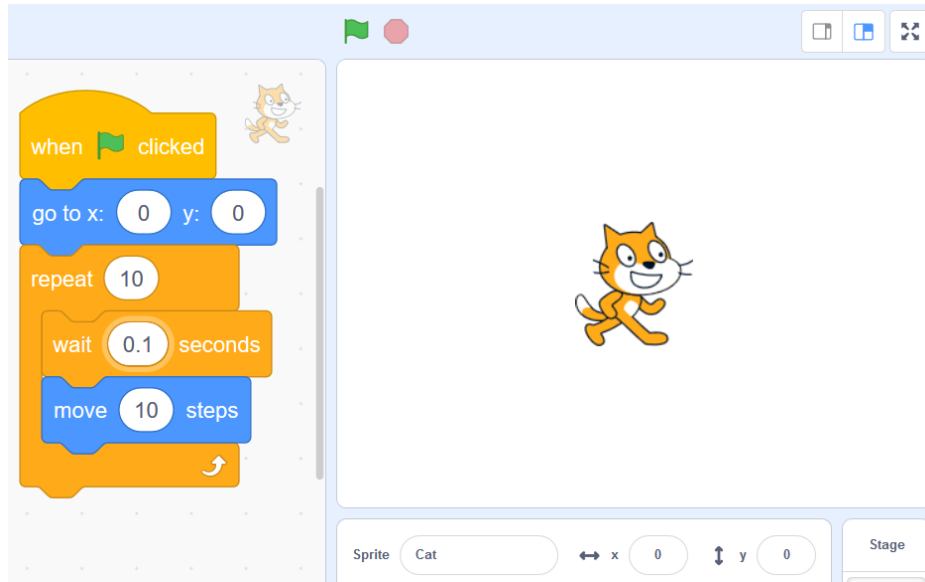 when clicked
go to x: 0 y: 0
repeat 10
wait 0.1 seconds
move 10 steps
Sprite Cat x 0 y 0
Stage